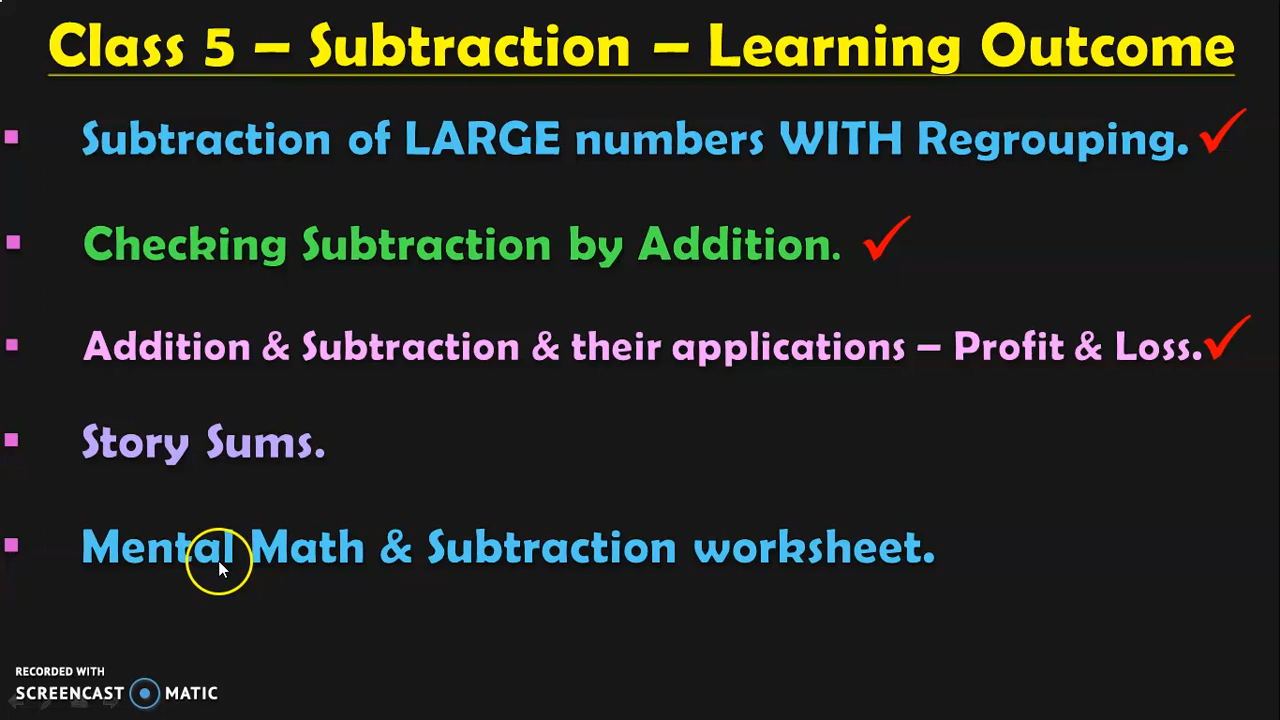 Class 5 – Subtraction – Learning Outcome
Subtraction of LARGE numbers WITH Regrouping.
Checking Subtraction by Addition.
Addition & Subtraction & their applications – Profit & Loss.
Story Sums.
Mental Math & Subtraction worksheet.
RECORDED WITH
SCREENCAST MATIC